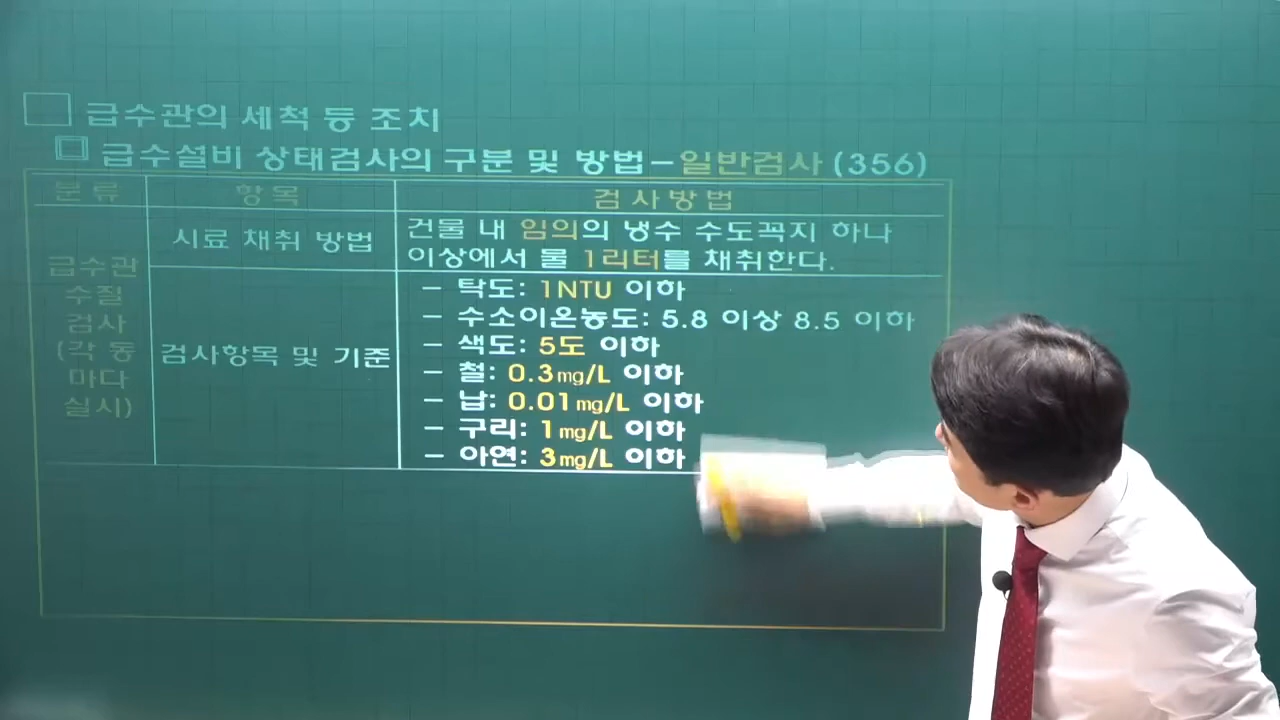 급수관의 세척 등 조치
급수설비 상태검사의 구분 및 방법-일반검사 (356)
분류 항목 검사방법
급수관
수질
검사
(각 동
마다
실시)
시료 채취 방법
건물 내 임의의 냉수 수도꼭지 하나
이상에서 물 1리터를 채취한다.
검사항목 및 기준
- 탁도: 1NTU 이하
- 수소이온농도: 5.8 이상 8.5 이하
- 색도: 5도 이하
- 철: 0.3mg/L 이하
- 납: 0.01mg/L 이하
- 구리: 1mg/L 이하
- 아연: 3mg/L 이하